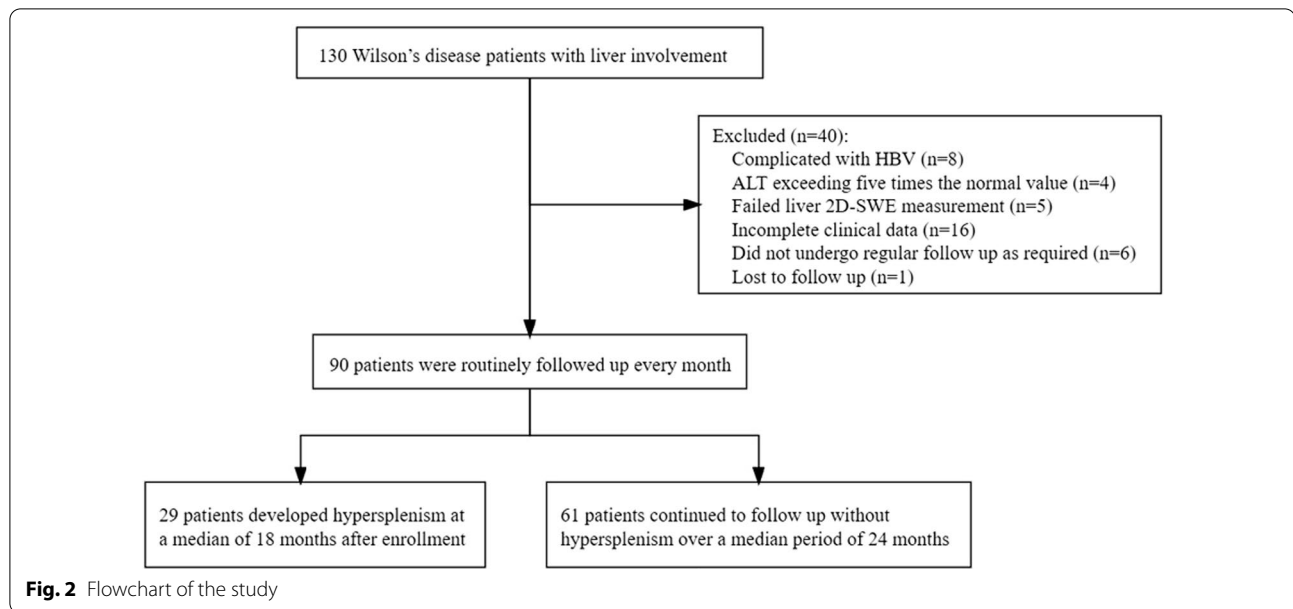 130 Wilson's disease patients with liver involvement
Excluded (n=40):
Complicated with HBV (n=8)
ALT exceeding five times the normal value (n=4)
Failed liver 2D-SWE measurement (n=5)
Incomplete clinical data (n=16)
Did not undergo regular follow up as required (n=6)
Lost to follow up (n=1)
90 patients were routinely followed up every month
29 patients developed hypersplenism at
a median of 18 months after enrollment
61 patients continued to follow up without
hypersplenism over a median period of 24 months
Fig. 2 Flowchart of the study